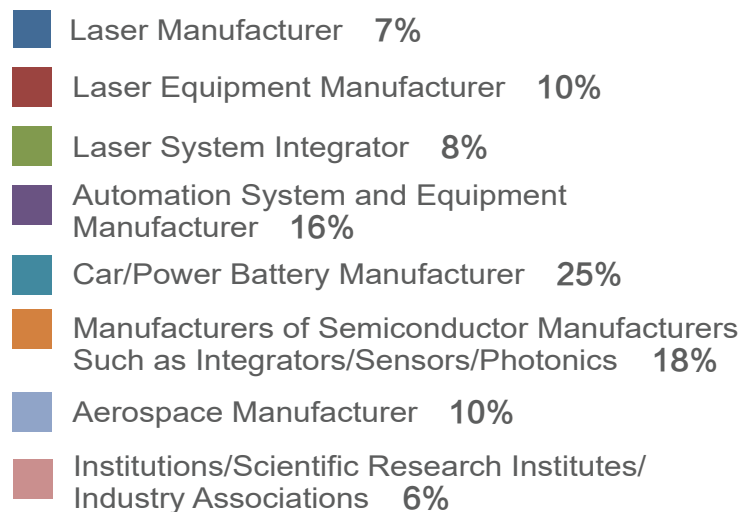 Laser Manufacturer 7%
Laser Equipment Manufacturer 10%
Laser System Integrator 8%
Automation System and Equipment
Manufacturer 16%
Car/Power Battery Manufacturer 25%
Manufacturers of Semiconductor Manufacturers
Such as Integrators/Sensors/Photonics 18%
Aerospace Manufacturer 10%
Institutions/Scientific Research Institutes/
Industry Associations 6%